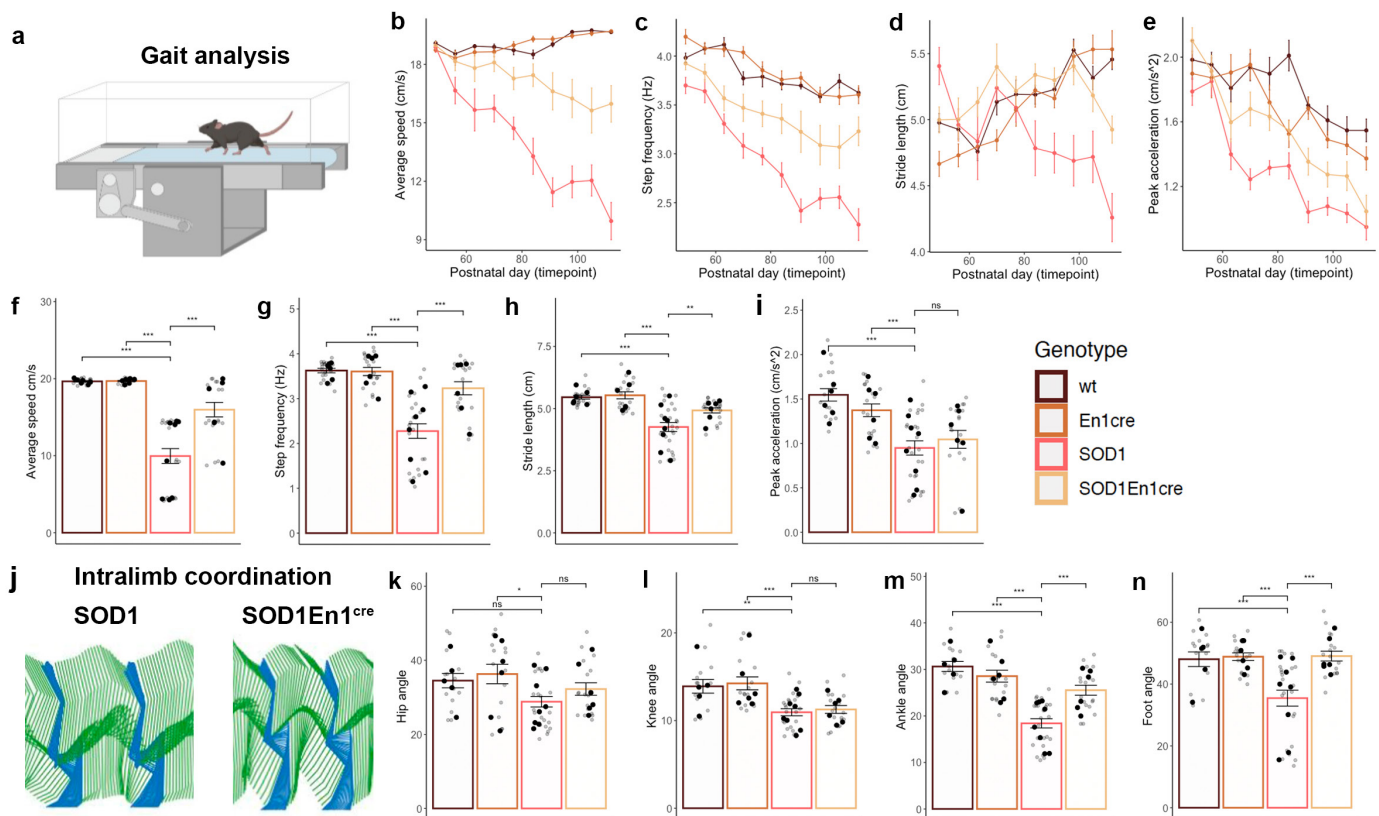 a
Gait analysis
b
Average speed (cm/s)
18
15
12
9
60
80
100
Postnatal day (timepoint)
c
Step frequency (Hz)
4.0
3.5
3.0
2.5
60
80
100
Postnatal day (timepoint)
d
Stride length (cm)
5.5
5.0
4.5
4.0
60
80
100
Postnatal day (timepoint)
e
Peak acceleration (cm/s^2)
2.0
1.6
1.2
60
80
100
Postnatal day (timepoint)
f
Average speed cm/s
30
20
10
0
***
***
***
g
Step frequency (Hz)
5
4
3
2
1
0
***
***
***
h
Stride length (cm)
7.5
5.0
2.5
0.0
**
***
***
i
Peak acceleration (cm/s^2)
2.5
2.0
1.5
1.0
0.5
0.0
ns
***
***
Genotype
wt
En1cre
SOD1
SOD1En1cre
j
Intralimb coordination
SOD1
SOD1En1cre
k
Hip angle
60
40
20
0
ns
*
ns
l
Knee angle
20
10
0
ns
***
**
m
Ankle angle
50
40
30
20
10
0
***
***
***
n
Foot angle
60
40
20
0
***
***
***